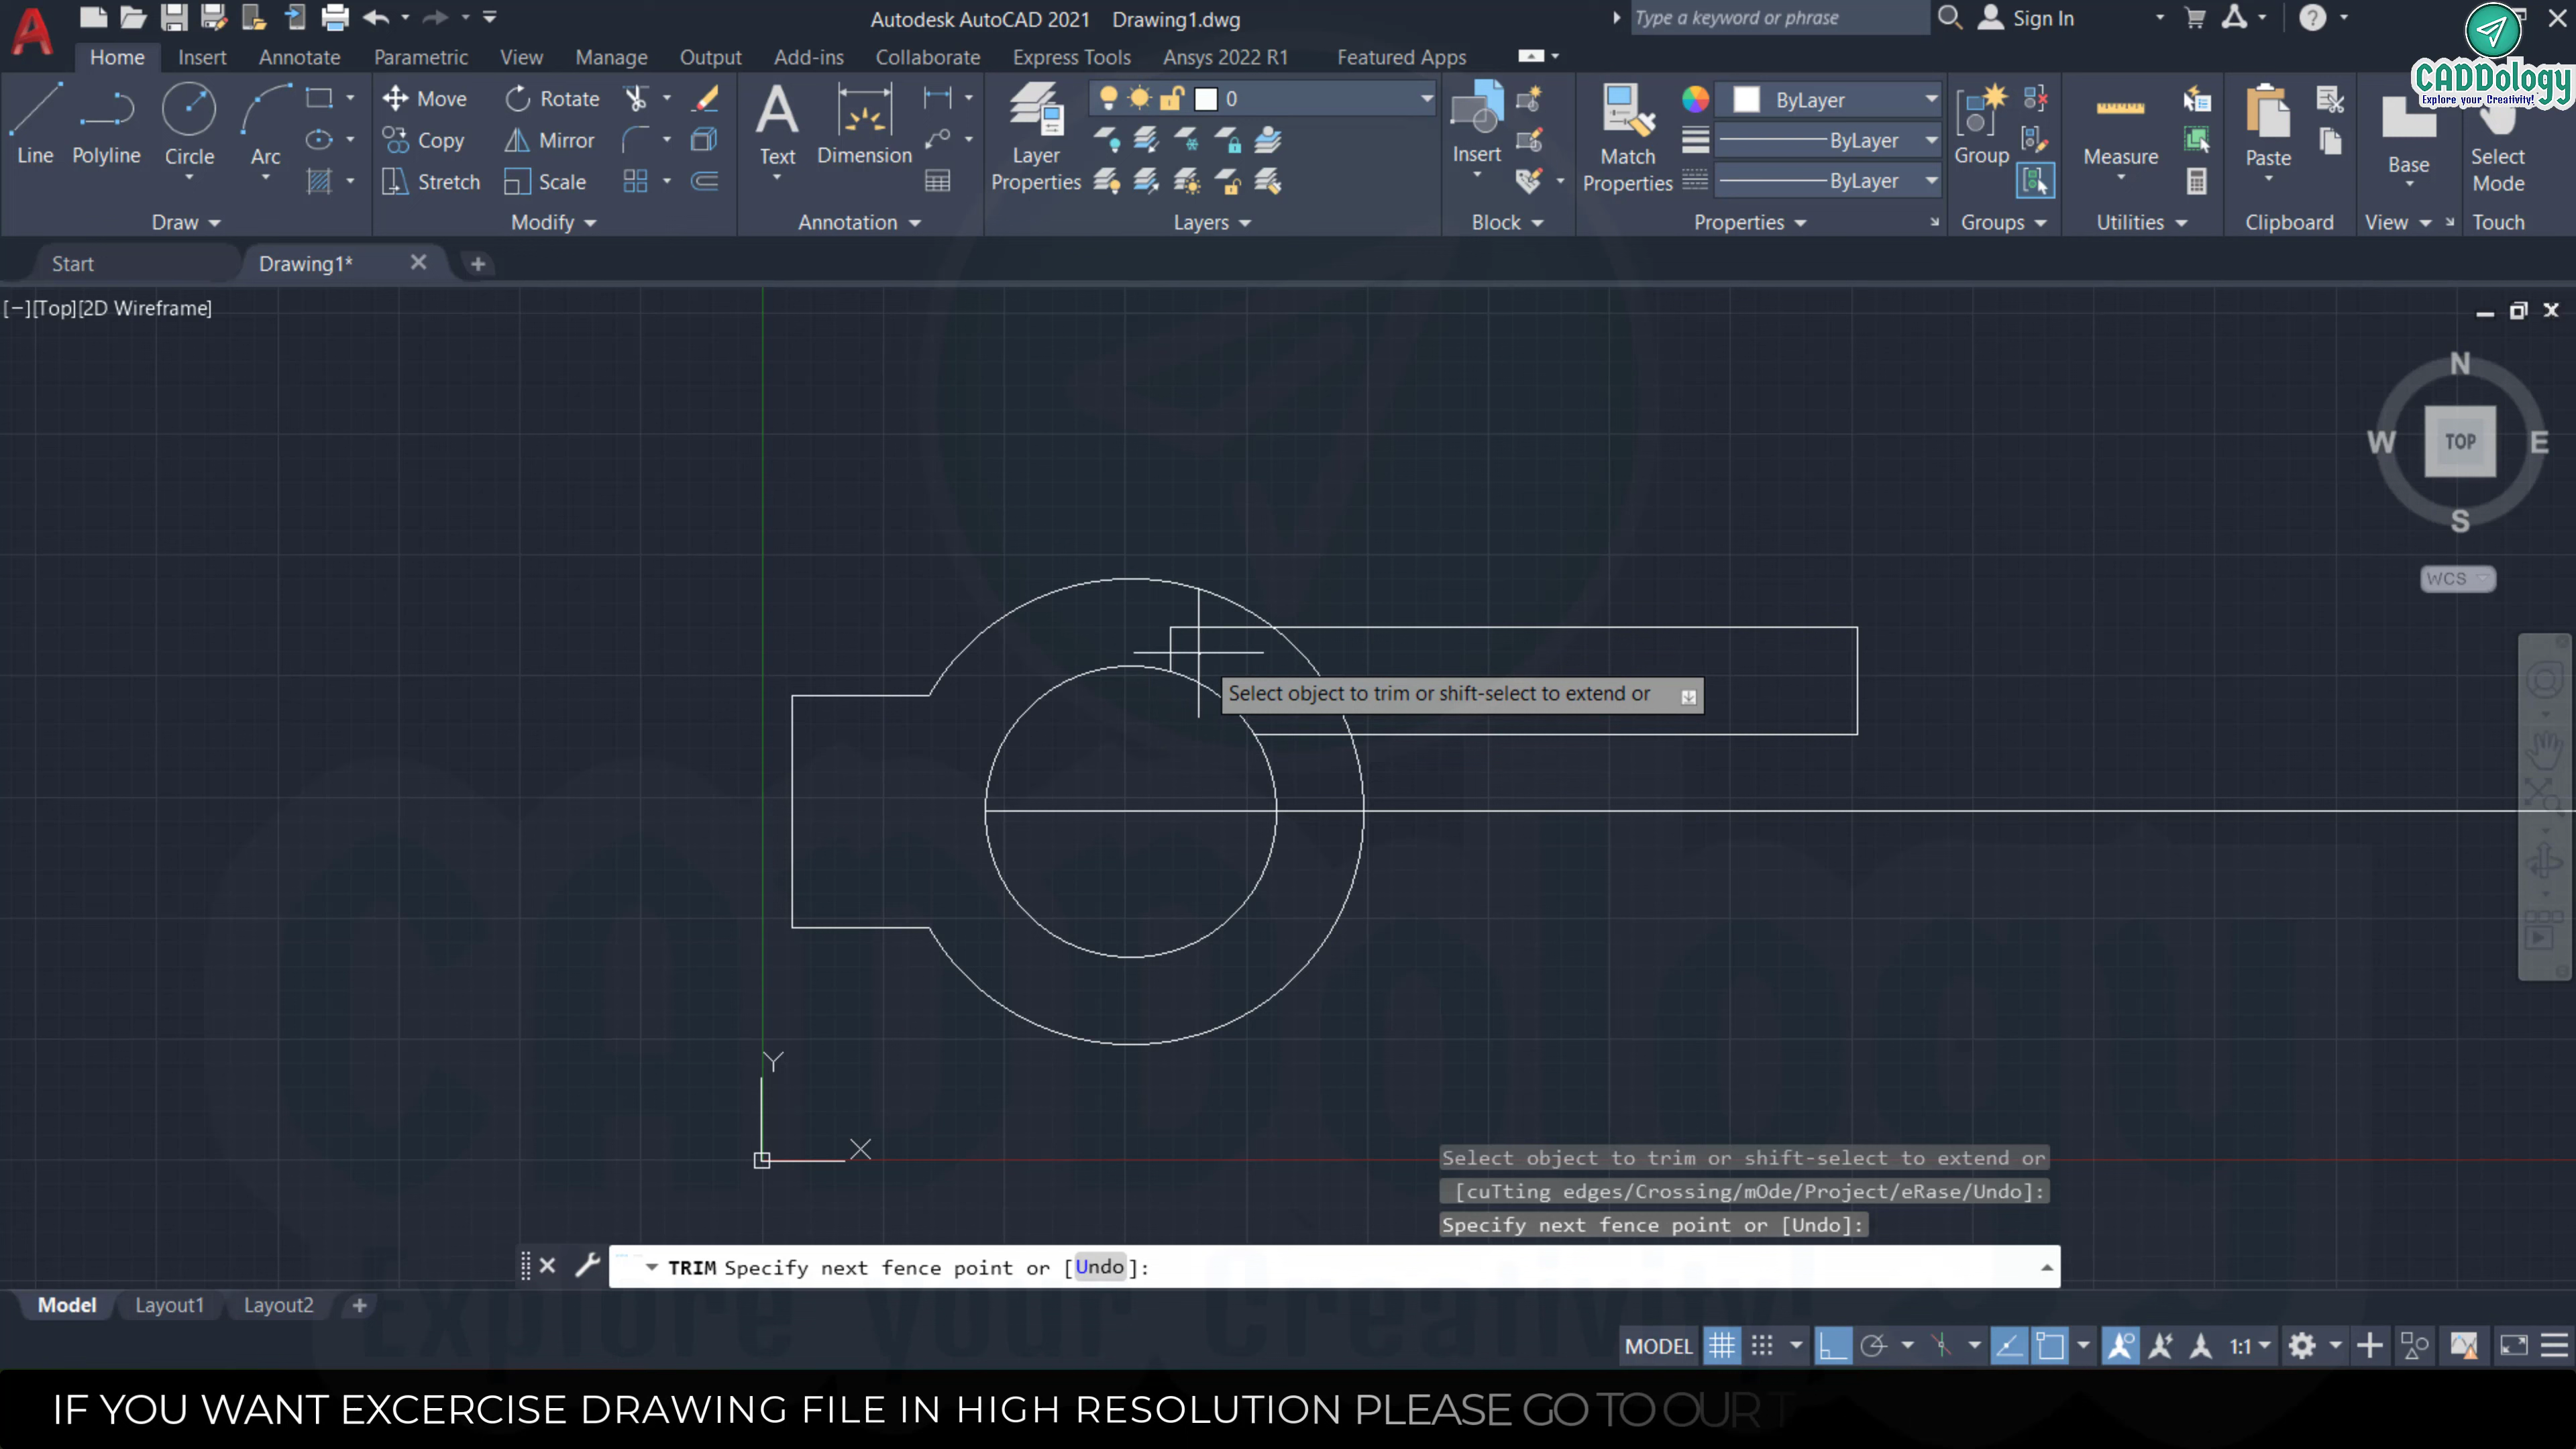 Autodesk AutoCAD 2021 Drawing1.dwg
Type a keyword or phrase
Sign In
CADDology
Explore your Creativity!
Home Insert Annotate Parametric View Manage Output Add-ins Collaborate Express Tools Ansys 2022 R1 Featured Apps
Line Polyline Circle Arc
Move Rotate
Copy Mirror
Stretch Scale
Text Dimension
Layer Properties
0
Insert
Match Properties
ByLayer
ByLayer
ByLayer
Group
Measure
Paste
Base
Select Mode
Draw Modify Annotation Layers Block Properties Groups Utilities Clipboard View Touch
Start Drawing1*
[−][Top][2D Wireframe]
N
W TOP E
S
WCS
Select object to trim or shift-select to extend or
Y
X
Select object to trim or shift-select to extend or
[cuTting edges/Crossing/mOde/Project/eRase/Undo]:
Specify next fence point or [Undo]:
TRIM Specify next fence point or [Undo]:
CADDology
Explore your Creativity
Model Layout1 Layout2
MODEL 1:1
IF YOU WANT EXCERCISE DRAWING FILE IN HIGH RESOLUTION PLEASE GO TO OUR T